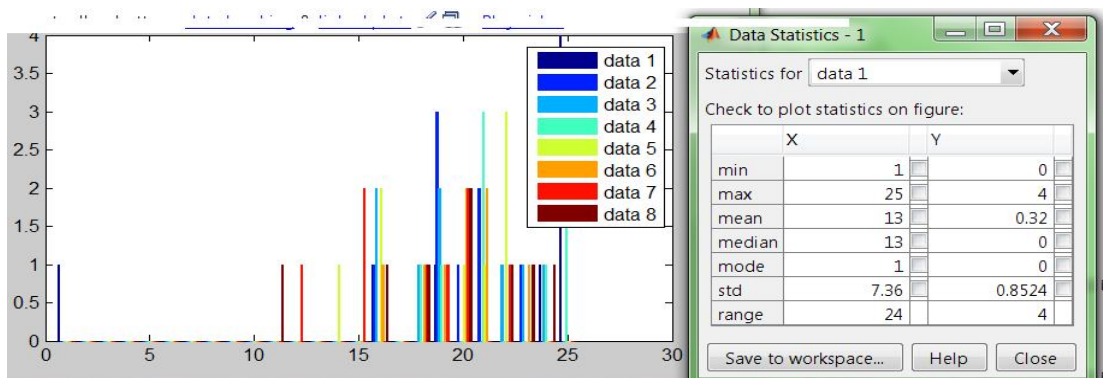 4
3.5
3
2.5
2
1.5
1
0.5
0
0 5 10 15 20 25 30
data 1
data 2
data 3
data 4
data 5
data 6
data 7
data 8
Data Statistics - 1
Statistics for data 1
Check to plot statistics on figure:
X Y
min 1 0
max 25 4
mean 13 0.32
median 13 0
mode 1 0
std 7.36 0.8524
range 24 4
Save to workspace... Help Close